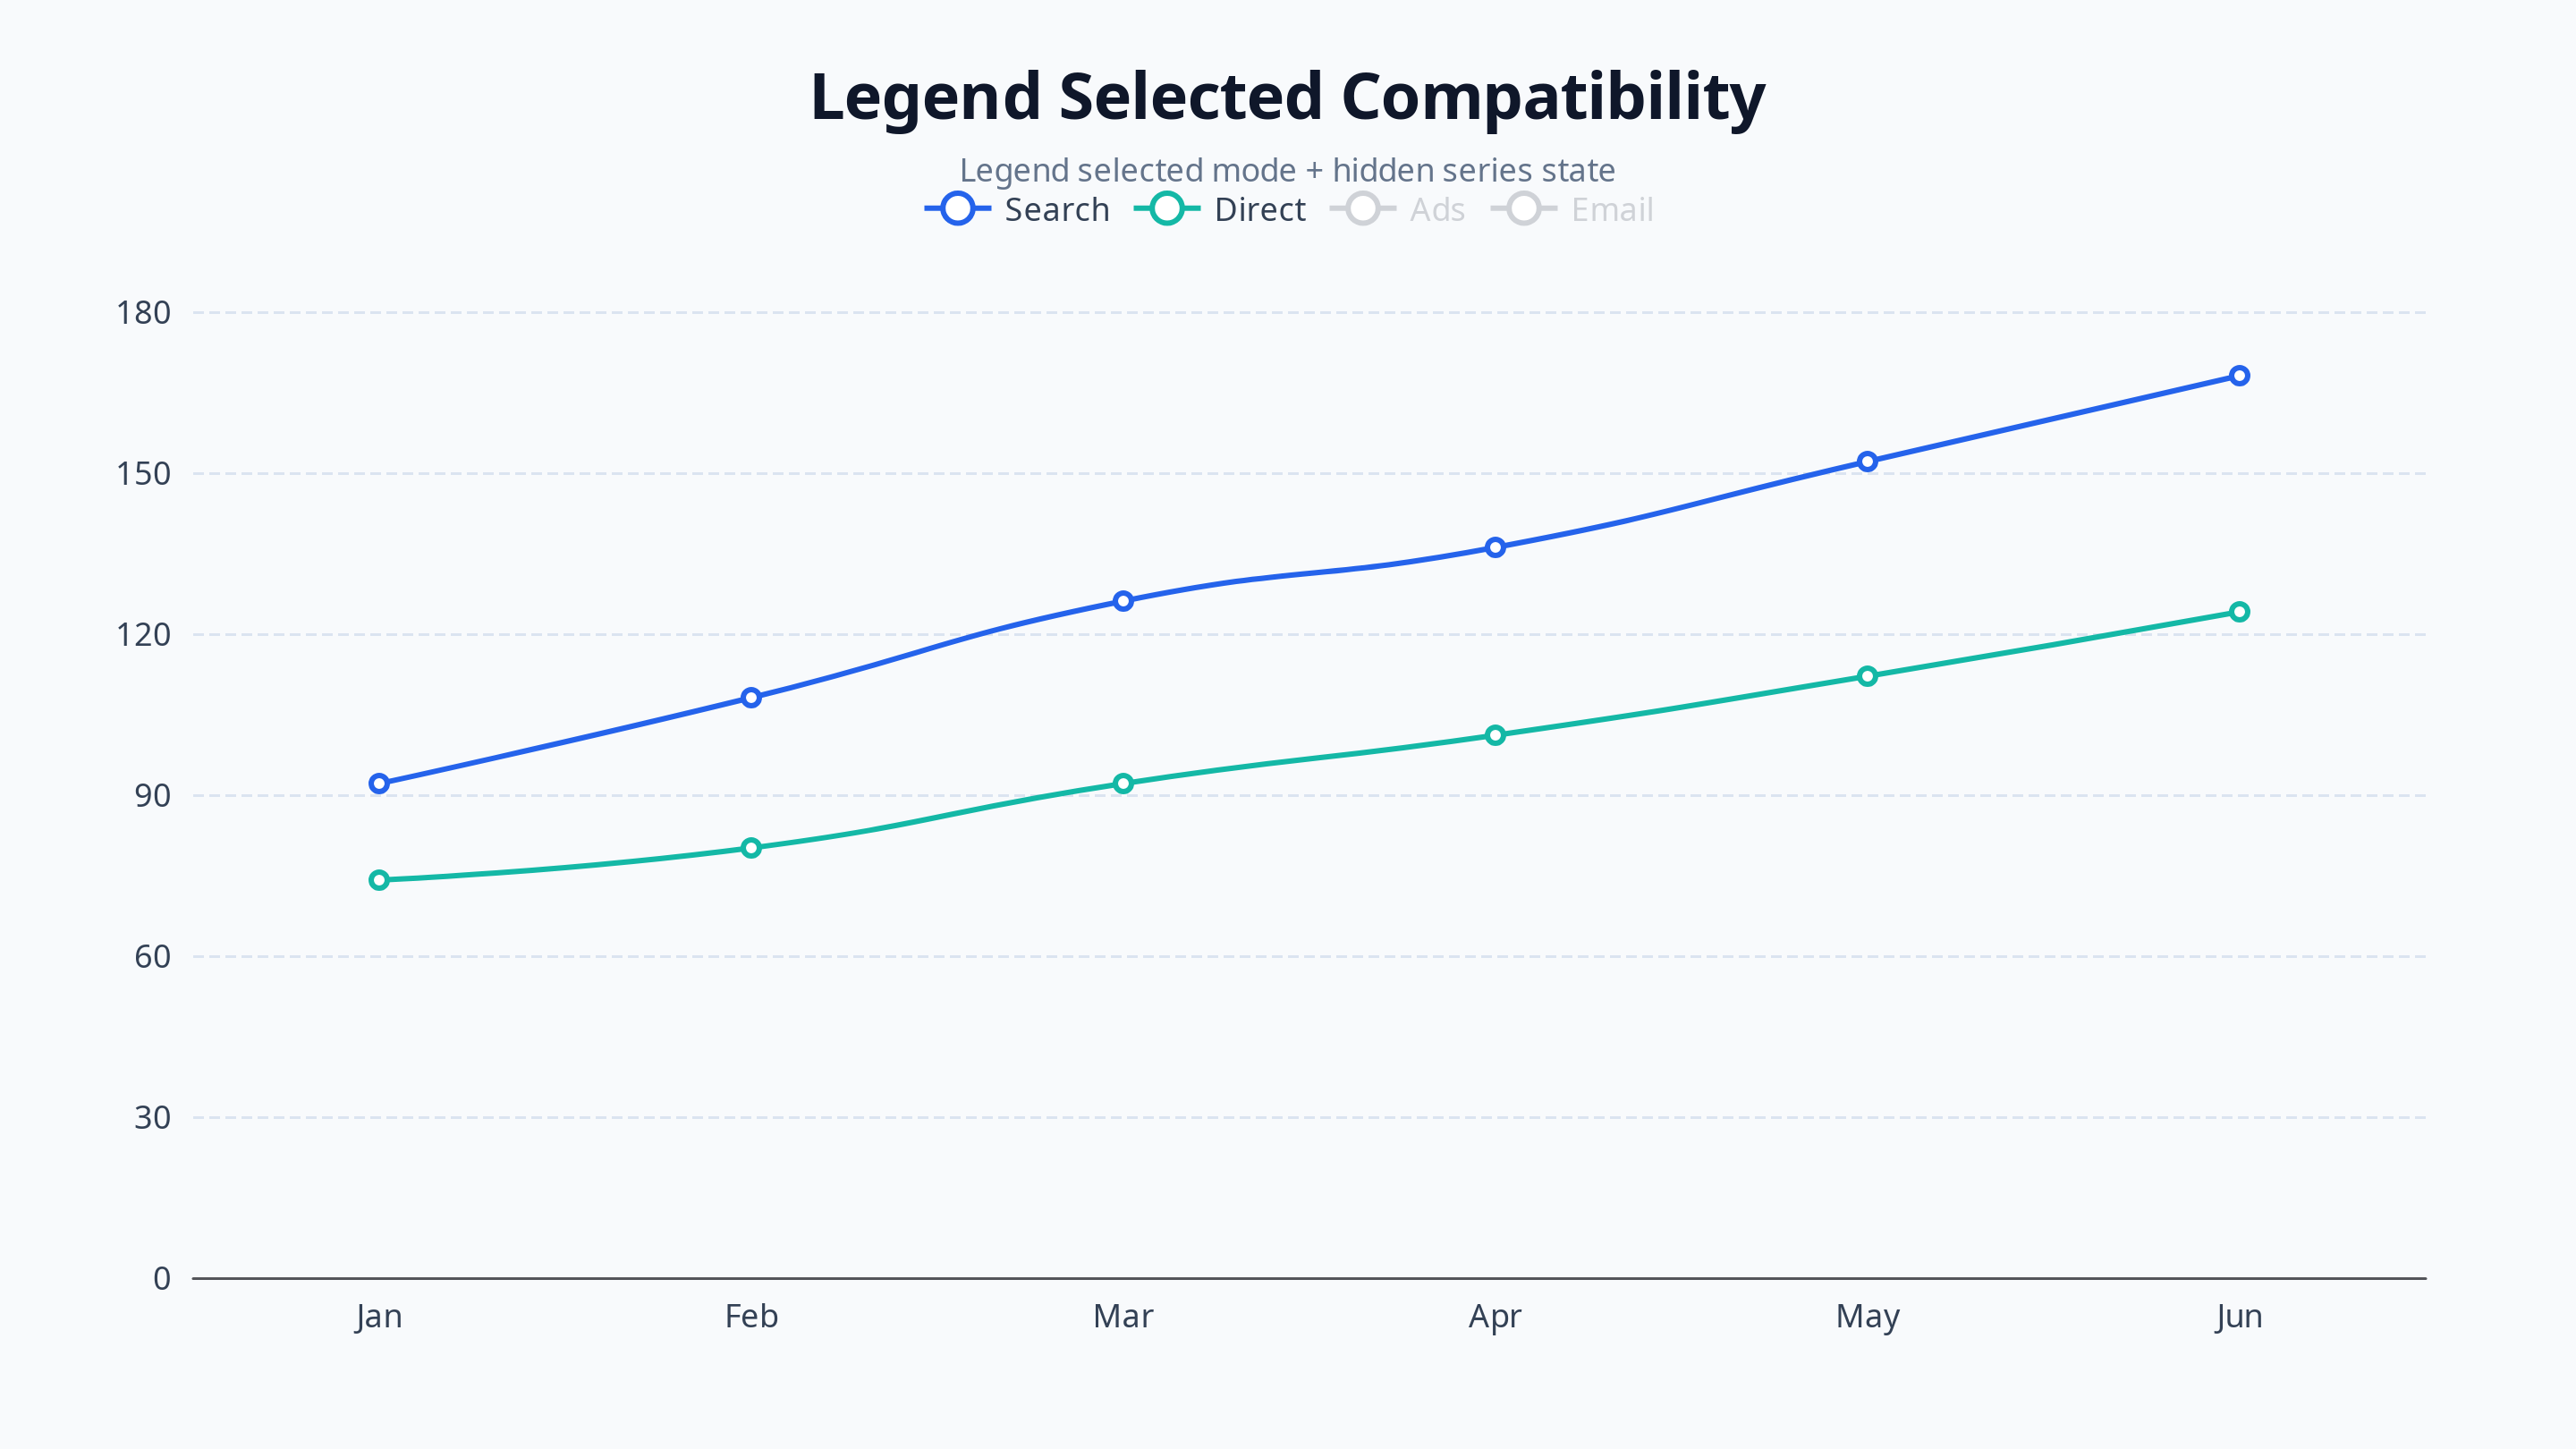 Legend Selected Compatibility
Legend selected mode + hidden series state
Search Direct Ads Email
180
150
120
90
60
30
0
Jan Feb Mar Apr May Jun